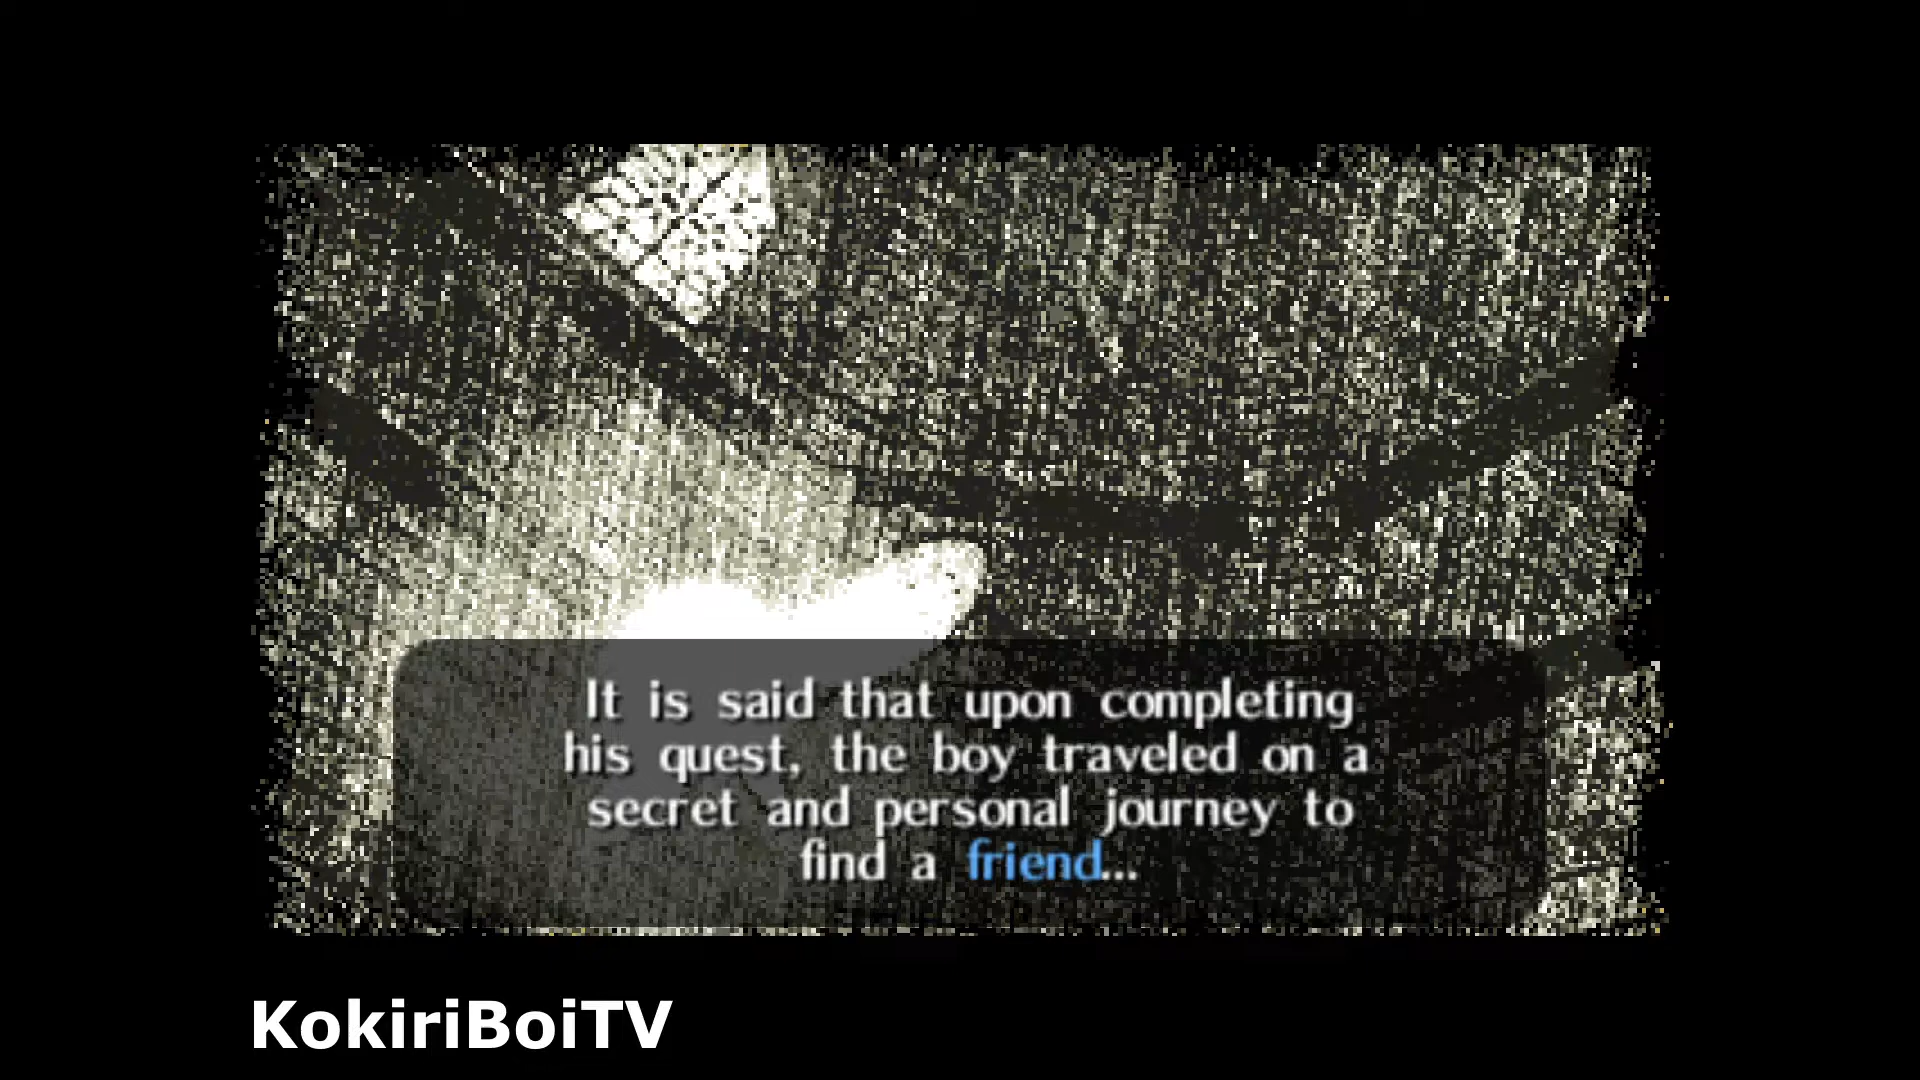 It is said that upon completing
his quest, the boy traveled on a
secret and personal journey to
find a friend...
KokiriBoiTV